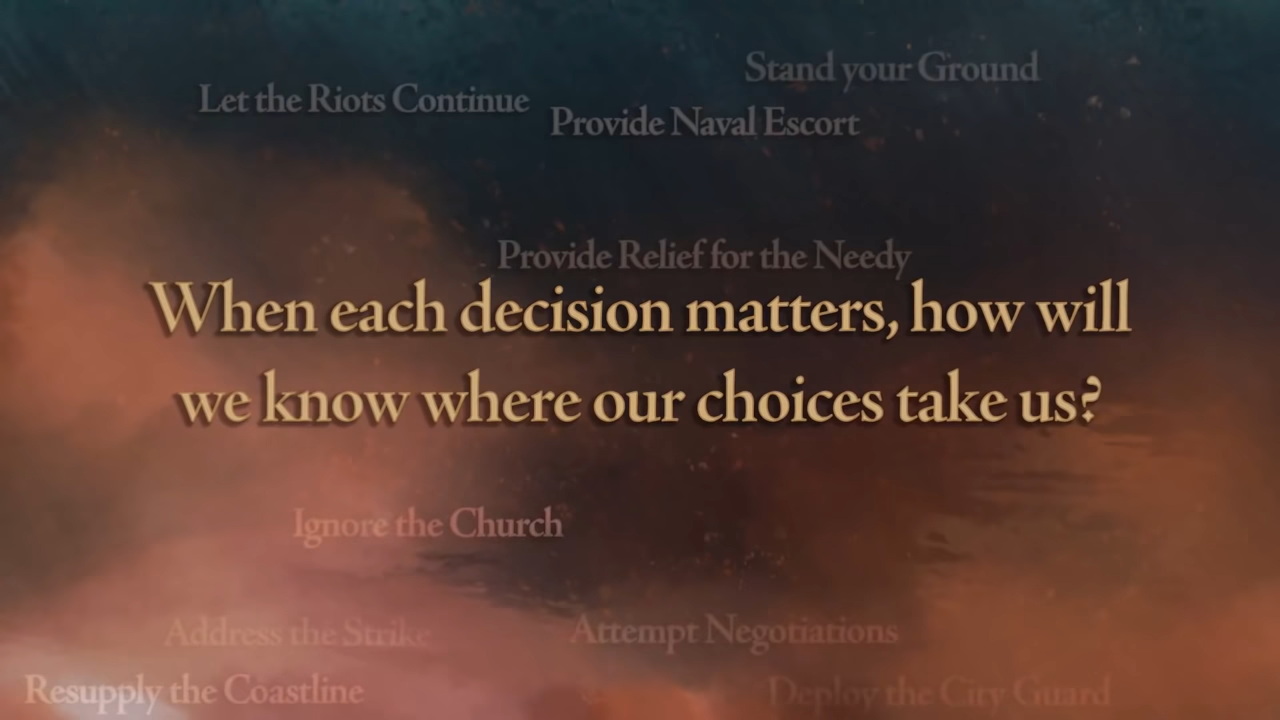 Stand your Ground
Let the Riots Continue
Provide Naval Escort
Provide Relief for the Needy
When each decision matters, how will
we know where our choices take us?
Ignore the Church
Address the Strike
Attempt Negotiations
Resupply the Coastline
Deploy the City Guard